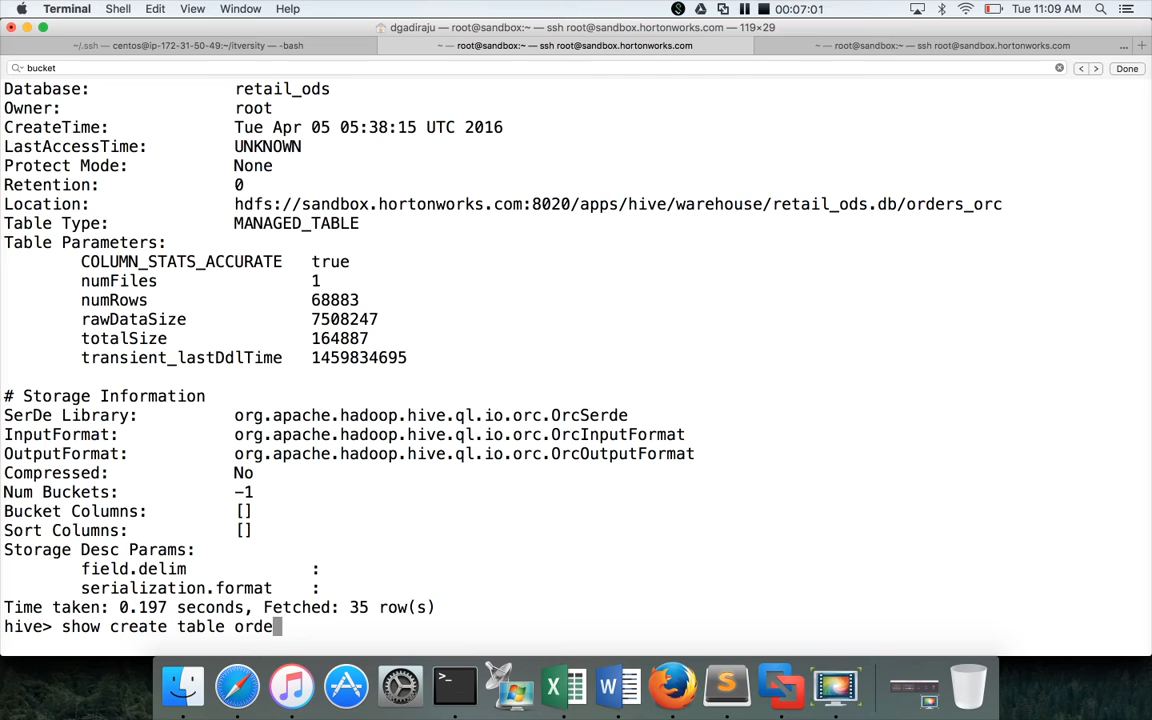 Terminal Shell Edit View Window Help 00:07:01 Tue 11:09 AM
dgadiraju — root@sandbox:~ — ssh root@sandbox.hortonworks.com — 119×29
~/.ssh — centos@ip-172-31-50-49:~/itversity — -bash ~ — root@sandbox:~ — ssh root@sandbox.hortonworks.com ~ — root@sandbox:~ — ssh root@sandbox.hortonworks.com ... +
bucket < > Done
Database: retail_ods
Owner: root
CreateTime: Tue Apr 05 05:38:15 UTC 2016
LastAccessTime: UNKNOWN
Protect Mode: None
Retention: 0
Location: hdfs://sandbox.hortonworks.com:8020/apps/hive/warehouse/retail_ods.db/orders_orc
Table Type: MANAGED_TABLE
Table Parameters:
COLUMN_STATS_ACCURATE true
numFiles 1
numRows 68883
rawDataSize 7508247
totalSize 164887
transient_lastDdlTime 1459834695
# Storage Information
SerDe Library: org.apache.hadoop.hive.ql.io.orc.OrcSerde
InputFormat: org.apache.hadoop.hive.ql.io.orc.OrcInputFormat
OutputFormat: org.apache.hadoop.hive.ql.io.orc.OrcOutputFormat
Compressed: No
Num Buckets: -1
Bucket Columns: []
Sort Columns: []
Storage Desc Params:
field.delim :
serialization.format :
Time taken: 0.197 seconds, Fetched: 35 row(s)
hive> show create table orde